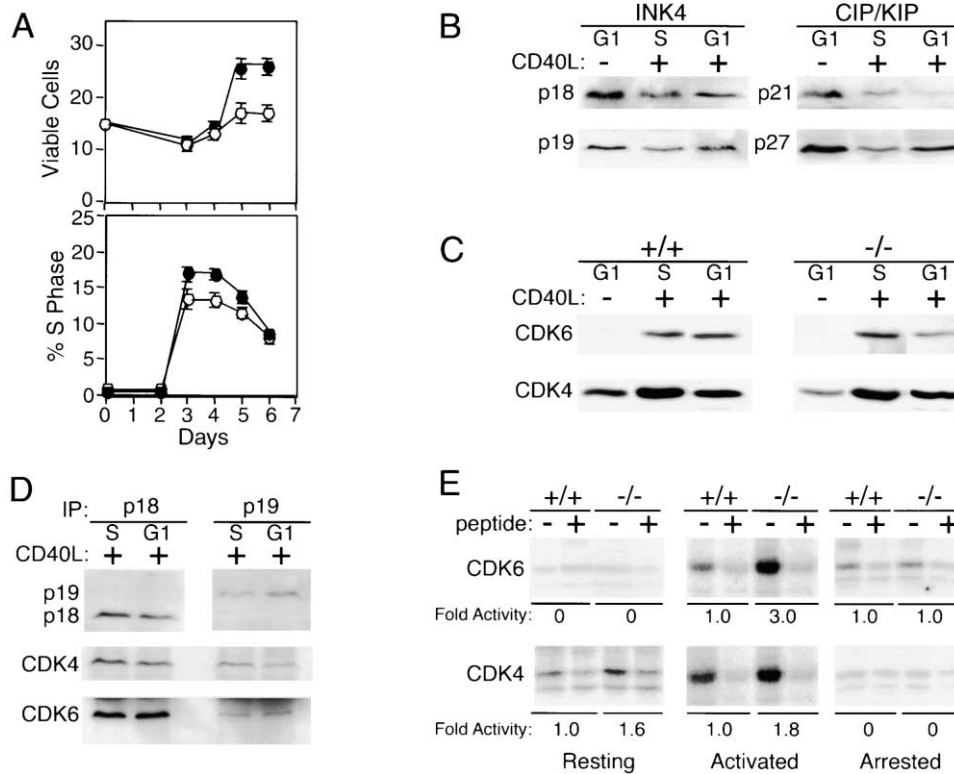 A
Viable Cells
30
20
10
0
25
20
15
10
5
0
% S Phase
0 1 2 3 4 5 6 7
Days
B
INK4 CIP/KIP
G1 S G1 G1 S G1
CD40L: - + + - + +
p18 p21
p19 p27
C
+/+ -/-
G1 S G1 G1 S G1
CD40L: - + + - + +
CDK6
CDK4
D
IP: p18 p19
S G1 S G1
CD40L: + + + +
p19
p18
CDK4
CDK6
E
+/+ -/- +/+ -/- +/+ -/-
peptide: - + - + - + - + - + - +
CDK6
Fold Activity: 0 0 1.0 3.0 1.0 1.0
CDK4
Fold Activity: 1.0 1.6 1.0 1.8 0 0
Resting Activated Arrested